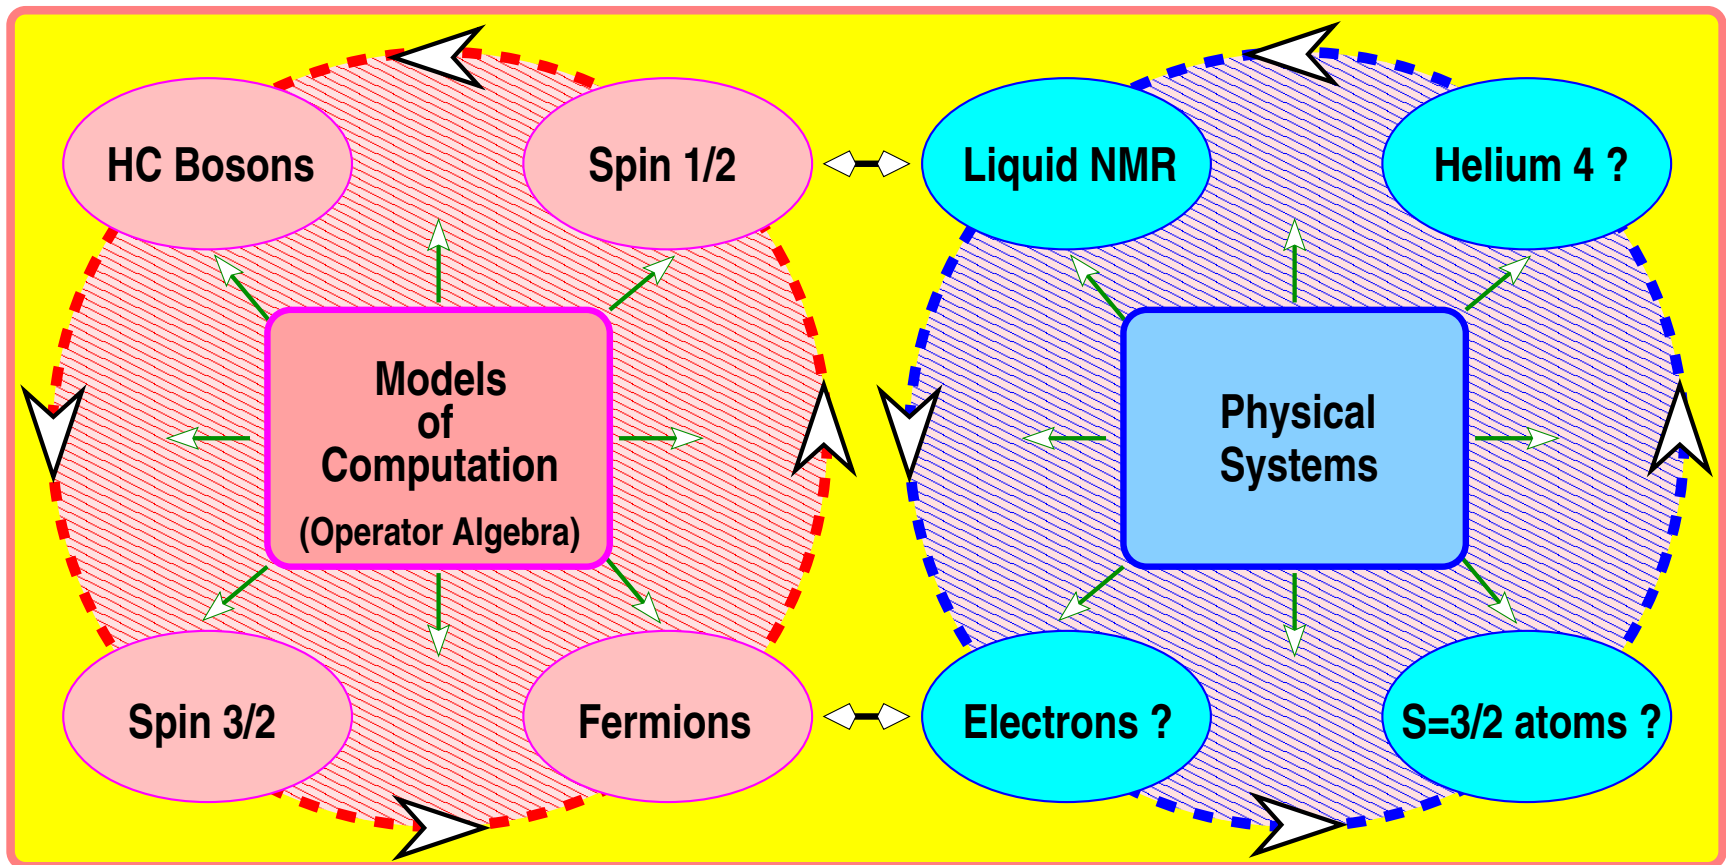 HC Bosons
Spin 1/2
Liquid NMR
Helium 4 ?
Models
of
Computation
(Operator Algebra)
Physical
Systems
Spin 3/2
Fermions
Electrons ?
S=3/2 atoms ?